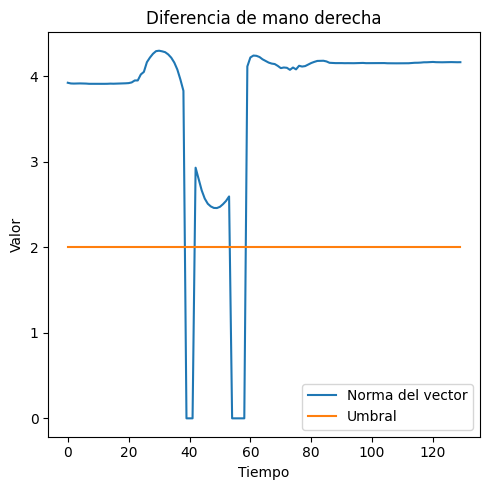 Diferencia de mano derecha
Valor
4
3
2
1
0
0 20 40 60 80 100 120
Tiempo
Norma del vector
Umbral